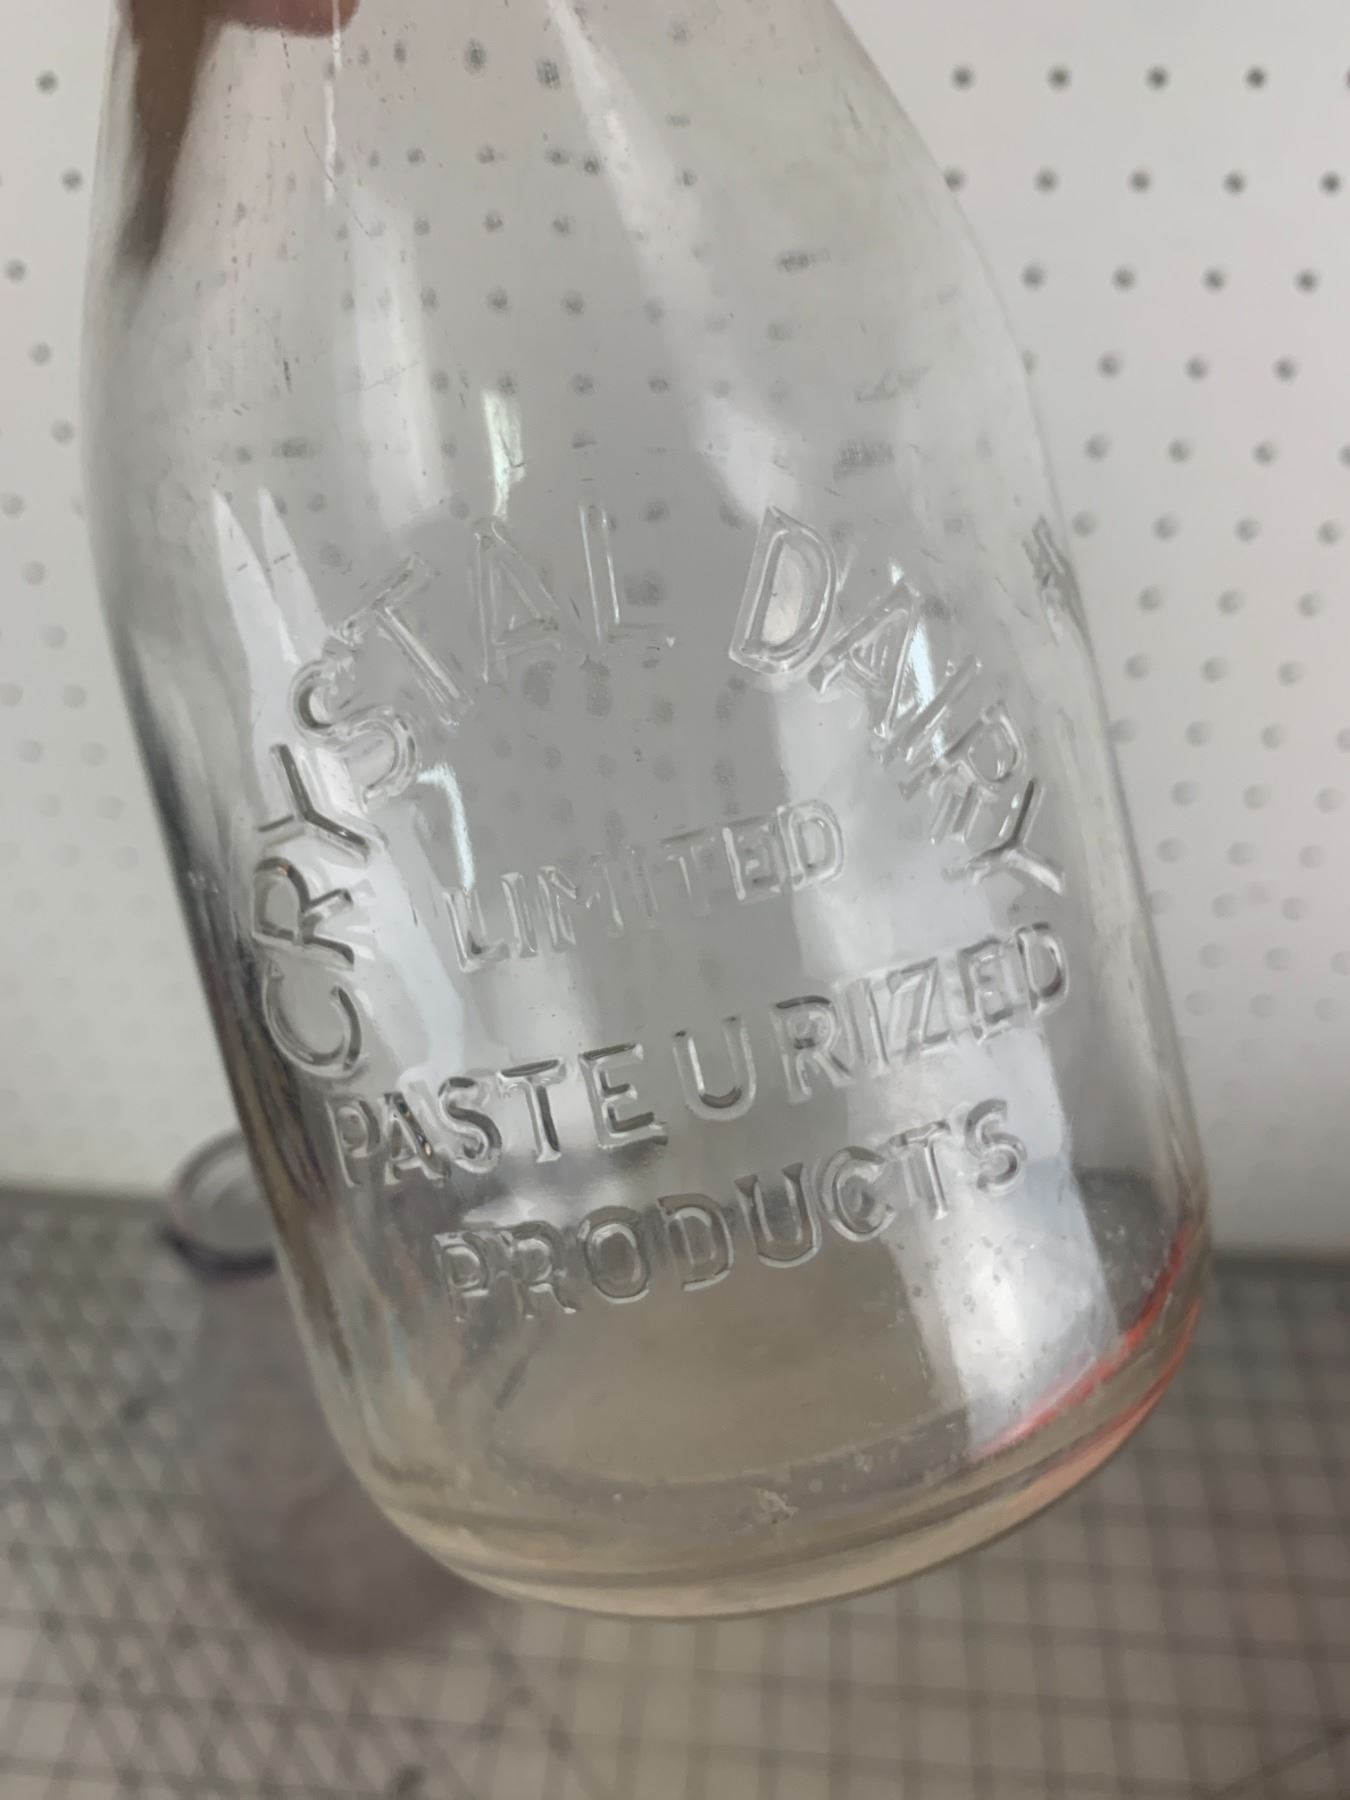 CRYSTAL DAIRY
LIMITED
PASTEURIZED
PRODUCTS